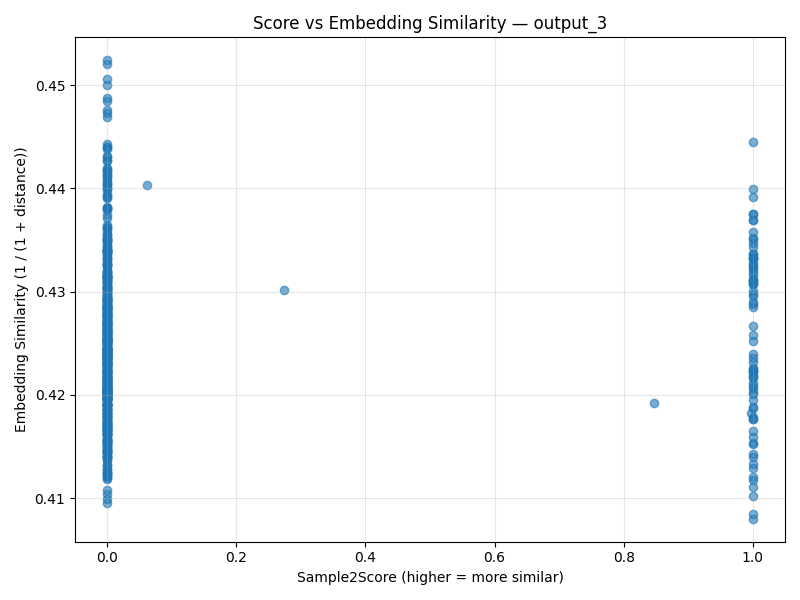 Score vs Embedding Similarity — output_3
Embedding Similarity (1 / (1 + distance))
0.45
0.44
0.43
0.42
0.41
0.0 0.2 0.4 0.6 0.8 1.0
Sample2Score (higher = more similar)